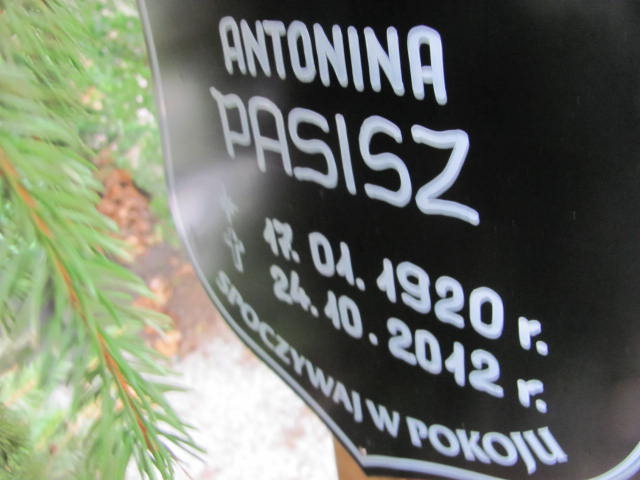 ANTONINA
PASISZ
* 17. 01. 1920 r.
✝ 24. 10. 2012 r.
SPOCZYWAJ W POKOJU